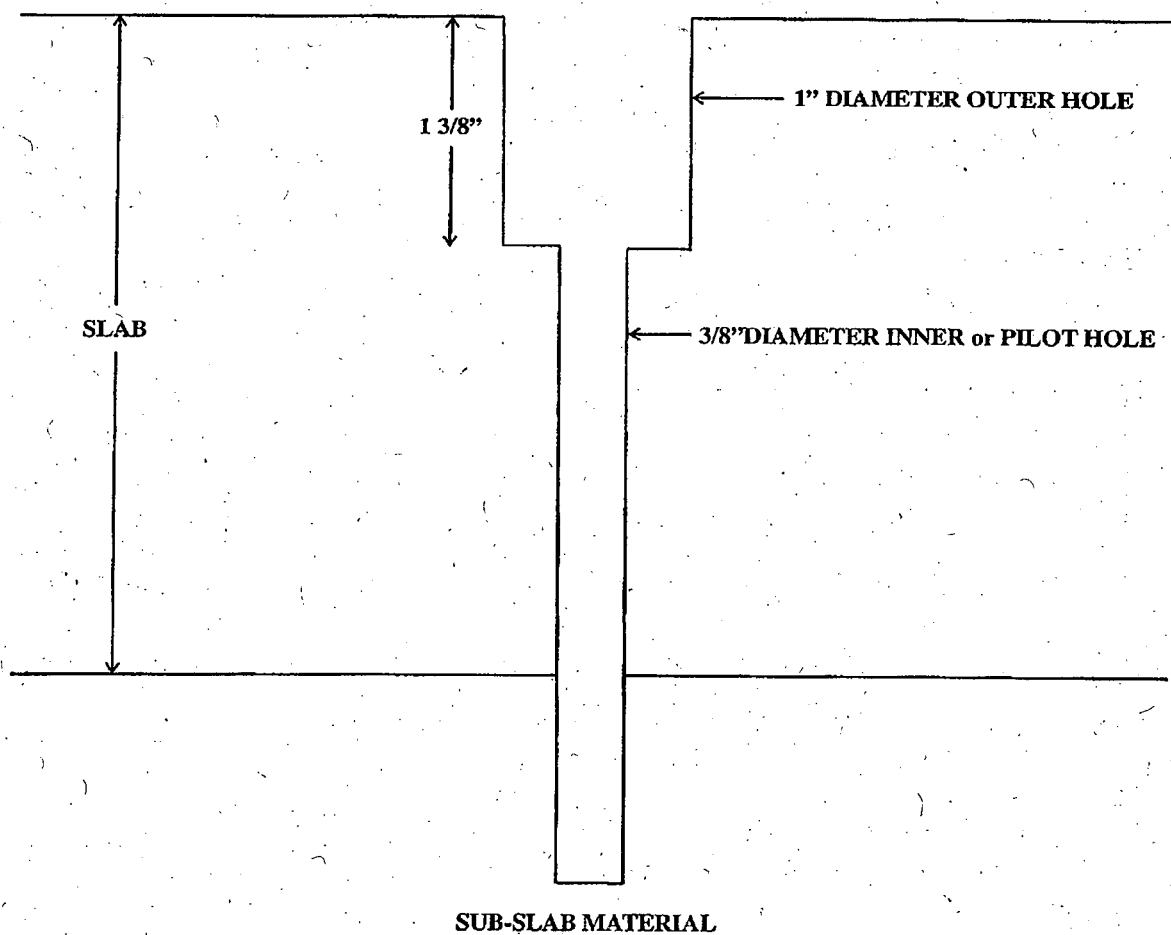 1” DIAMETER OUTER HOLE
1 3/8”
SLAB
3/8”DIAMETER INNER or PILOT HOLE
SUB-SLAB MATERIAL